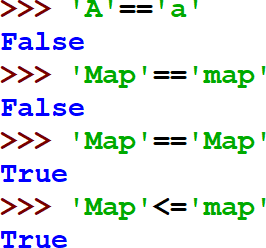 >>> 'A'=='a'
False
>>> 'Map'=='map'
False
>>> 'Map'=='Map'
True
>>> 'Map'<='map'
True